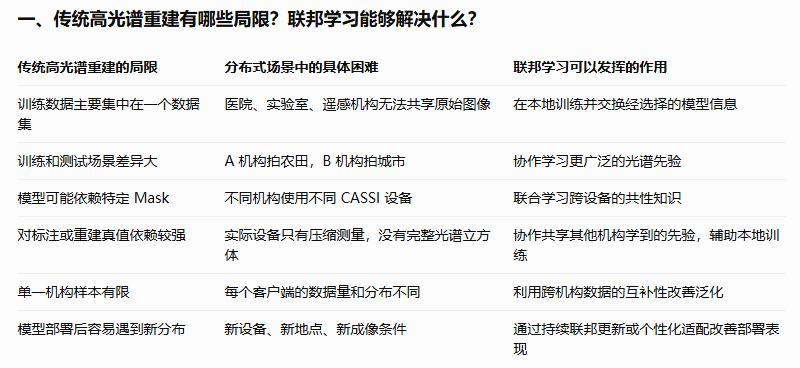 一、传统高光谱重建有哪些局限？联邦学习能够解决什么？
传统高光谱重建的局限 分布式场景中的具体困难 联邦学习可以发挥的作用
训练数据主要集中在一个数据 医院、实验室、遥感机构无法共享原始图像 在本地训练并交换经选择的模型信息
集
训练和测试场景差异大 A 机构拍农田，B 机构拍城市 协作学习更广泛的光谱先验
模型可能依赖特定 Mask 不同机构使用不同 CASSI 设备 联合学习跨设备的共性知识
对标注或重建真值依赖较强 实际设备只有压缩测量，没有完整光谱立方 协作共享其他机构学到的先验，辅助本地训
体 练
单一机构样本有限 每个客户端的数据量和分布不同 利用跨机构数据的互补性改善泛化
模型部署后容易遇到新分布 新设备、新地点、新成像条件 通过持续联邦更新或个性化适配改善部署表
现